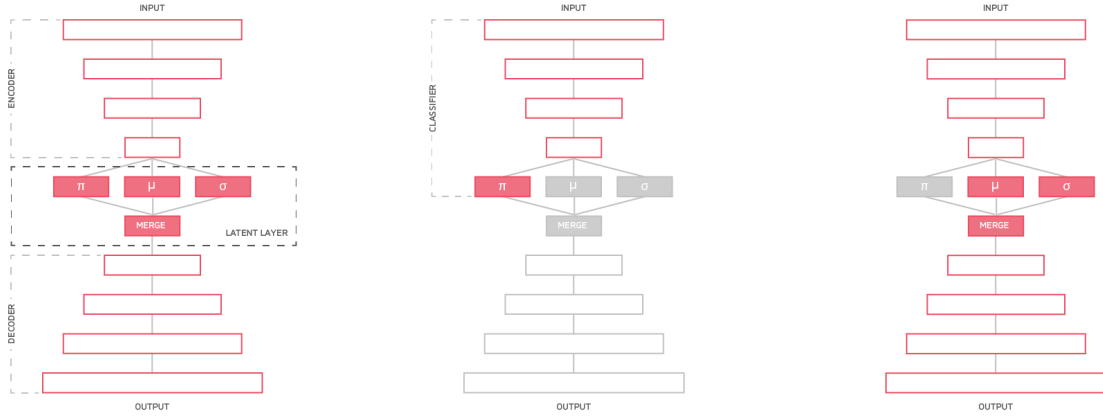 INPUT
ENCODER
π μ σ
MERGE
LATENT LAYER
DECODER
OUTPUT
INPUT
CLASSIFIER
π μ σ
MERGE
OUTPUT
INPUT
π μ σ
MERGE
OUTPUT